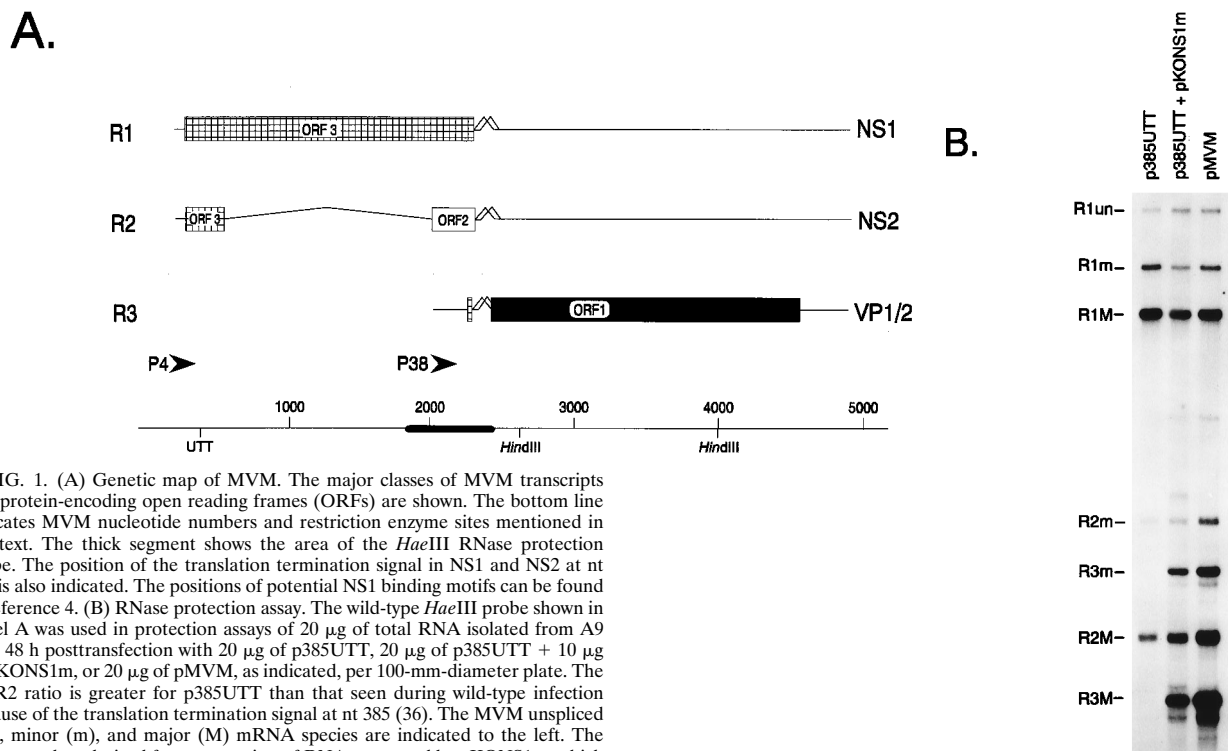 A.
R1
ORF 3
NS1
R2
ORF 3
ORF2
NS2
R3
ORF1
VP1/2
P4
P38
1000
2000
3000
4000
5000
UTT
HindIII
HindIII
B.
p385UTT
p385UTT + pKONS1m
pMVM
R1un
R1m
R1M
R2m
R3m
R2M
R3M
IG. 1. (A) Genetic map of MVM. The major classes of MVM transcripts
protein-encoding open reading frames (ORFs) are shown. The bottom line
icates MVM nucleotide numbers and restriction enzyme sites mentioned in
text. The thick segment shows the area of the HaeIII RNase protection
be. The position of the translation termination signal in NS1 and NS2 at nt
is also indicated. The positions of potential NS1 binding motifs can be found
eference 4. (B) RNase protection assay. The wild-type HaeIII probe shown in
el A was used in protection assays of 20 μg of total RNA isolated from A9
48 h posttransfection with 20 μg of p385UTT, 20 μg of p385UTT + 10 μg
KONS1m, or 20 μg of pMVM, as indicated, per 100-mm-diameter plate. The
R2 ratio is greater for p385UTT than that seen during wild-type infection
ause of the translation termination signal at nt 385 (36). The MVM unspliced
, minor (m), and major (M) mRNA species are indicated to the left. The